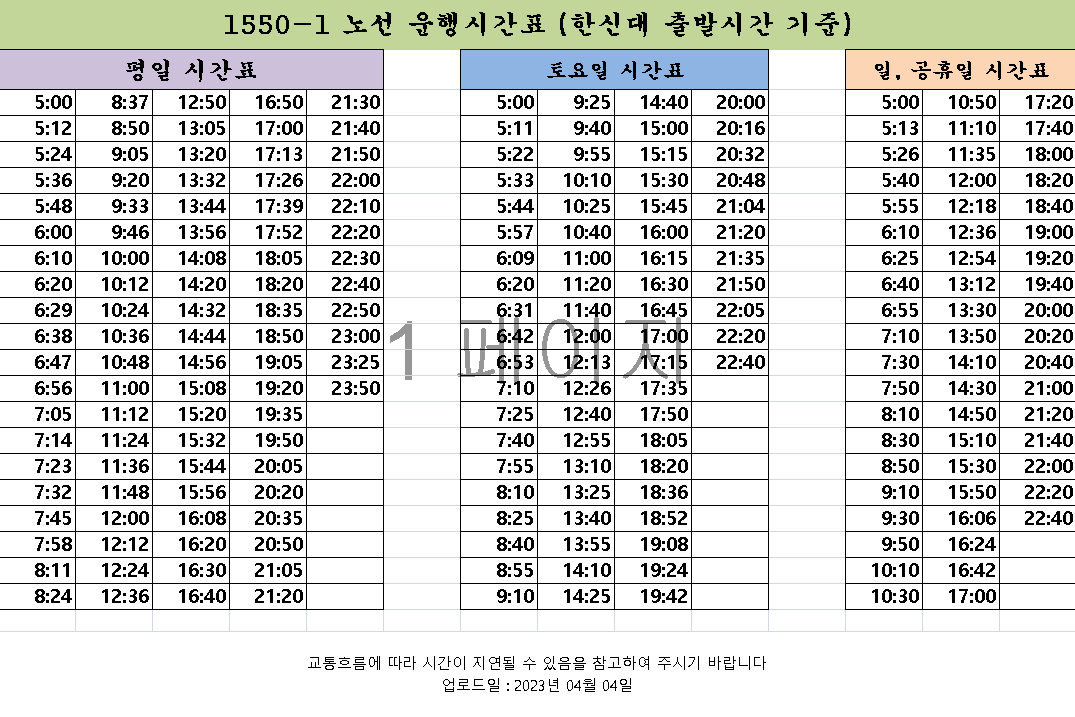 1550-1 노선 운행시간표 (한신대 출발시간 기준)
평일 시간표 토요일 시간표 일, 공휴일 시간표
5:00 8:37 12:50 16:50 21:30 5:00 9:25 14:40 20:00 5:00 10:50 17:20
5:12 8:50 13:05 17:00 21:40 5:11 9:40 15:00 20:16 5:13 11:10 17:40
5:24 9:05 13:20 17:13 21:50 5:22 9:55 15:15 20:32 5:26 11:35 18:00
5:36 9:20 13:32 17:26 22:00 5:33 10:10 15:30 20:48 5:40 12:00 18:20
5:48 9:33 13:44 17:39 22:10 5:44 10:25 15:45 21:04 5:55 12:18 18:40
6:00 9:46 13:56 17:52 22:20 5:57 10:40 16:00 21:20 6:10 12:36 19:00
6:10 10:00 14:08 18:05 22:30 6:09 11:00 16:15 21:35 6:25 12:54 19:20
6:20 10:12 14:20 18:20 22:40 6:20 11:20 16:30 21:50 6:40 13:12 19:40
6:29 10:24 14:32 18:35 22:50 6:31 11:40 16:45 22:05 6:55 13:30 20:00
6:38 10:36 14:44 18:50 23:00 6:42 12:00 17:00 22:20 7:10 13:50 20:20
6:47 10:48 14:56 19:05 23:25 6:53 12:13 17:15 22:40 7:30 14:10 20:40
1 페이지
6:56 11:00 15:08 19:20 23:50 7:10 12:26 17:35 7:50 14:30 21:00
7:05 11:12 15:20 19:35 7:25 12:40 17:50 8:10 14:50 21:20
7:14 11:24 15:32 19:50 7:40 12:55 18:05 8:30 15:10 21:40
7:23 11:36 15:44 20:05 7:55 13:10 18:20 8:50 15:30 22:00
7:32 11:48 15:56 20:20 8:10 13:25 18:36 9:10 15:50 22:20
7:45 12:00 16:08 20:35 8:25 13:40 18:52 9:30 16:06 22:40
7:58 12:12 16:20 20:50 8:40 13:55 19:08 9:50 16:24
8:11 12:24 16:30 21:05 8:55 14:10 19:24 10:10 16:42
8:24 12:36 16:40 21:20 9:10 14:25 19:42 10:30 17:00
교통흐름에 따라 시간이 지연될 수 있음을 참고하여 주시기 바랍니다
업로드일 : 2023년 04월 04일